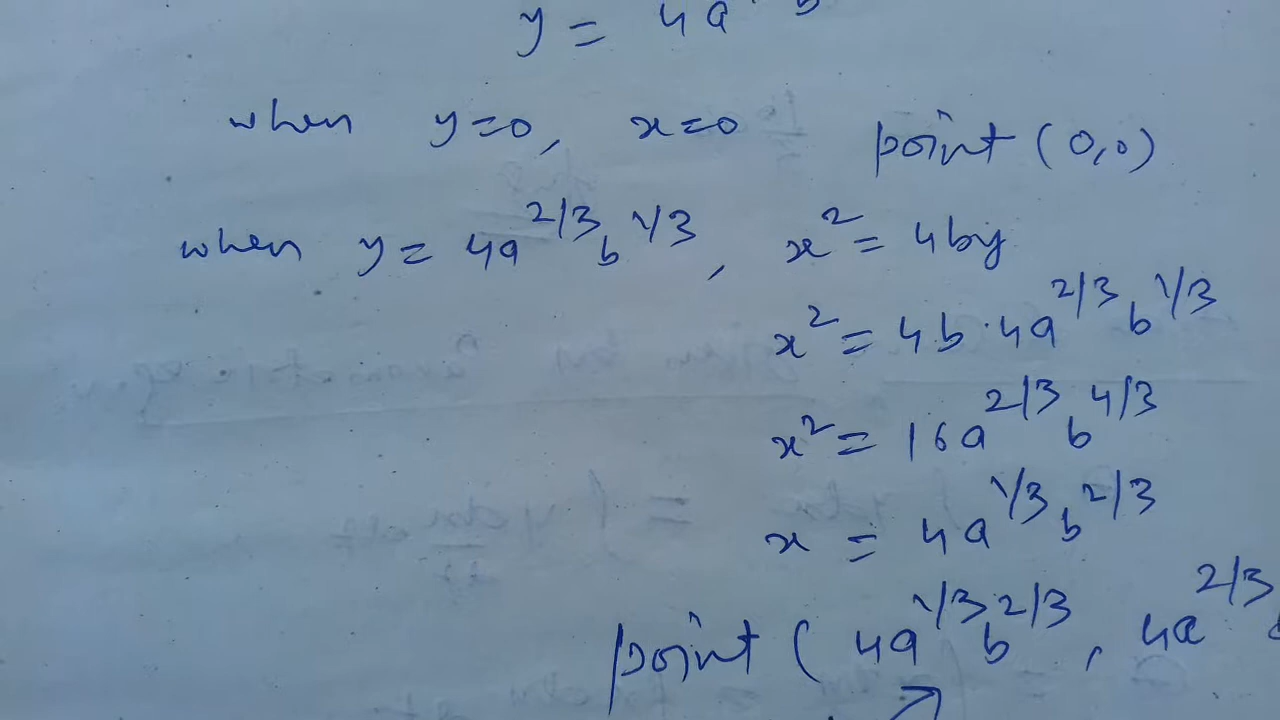 y = 4a
when y=0, x=0 point (0,0)
when y= 4a^2/3 b^1/3, x^2 = 4by
x^2 = 4b·4a^2/3 b^1/3
x^2 = 16a^2/3 b^4/3
x = 4a^1/3 b^2/3
point ( 4a^1/3 b^2/3 , 4a^2/3